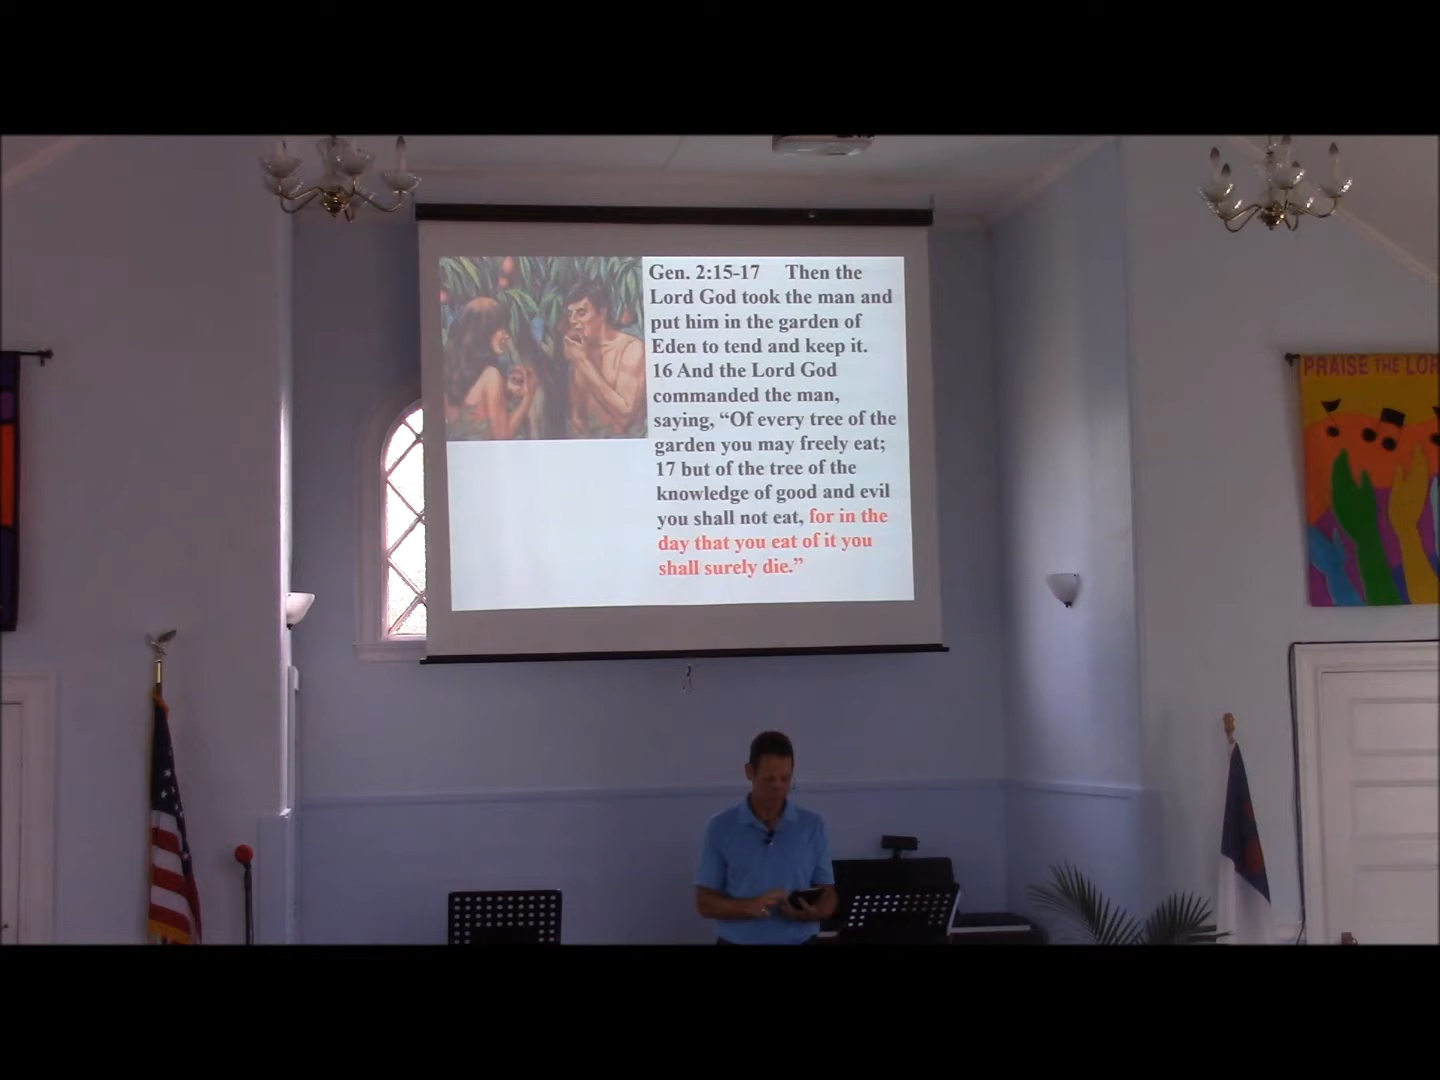 Gen. 2:15-17 Then the
Lord God took the man and
put him in the garden of
Eden to tend and keep it.
16 And the Lord God
commanded the man,
saying, “Of every tree of the
garden you may freely eat;
17 but of the tree of the
knowledge of good and evil
you shall not eat, for in the
day that you eat of it you
shall surely die.”
PRAISE THE LOR